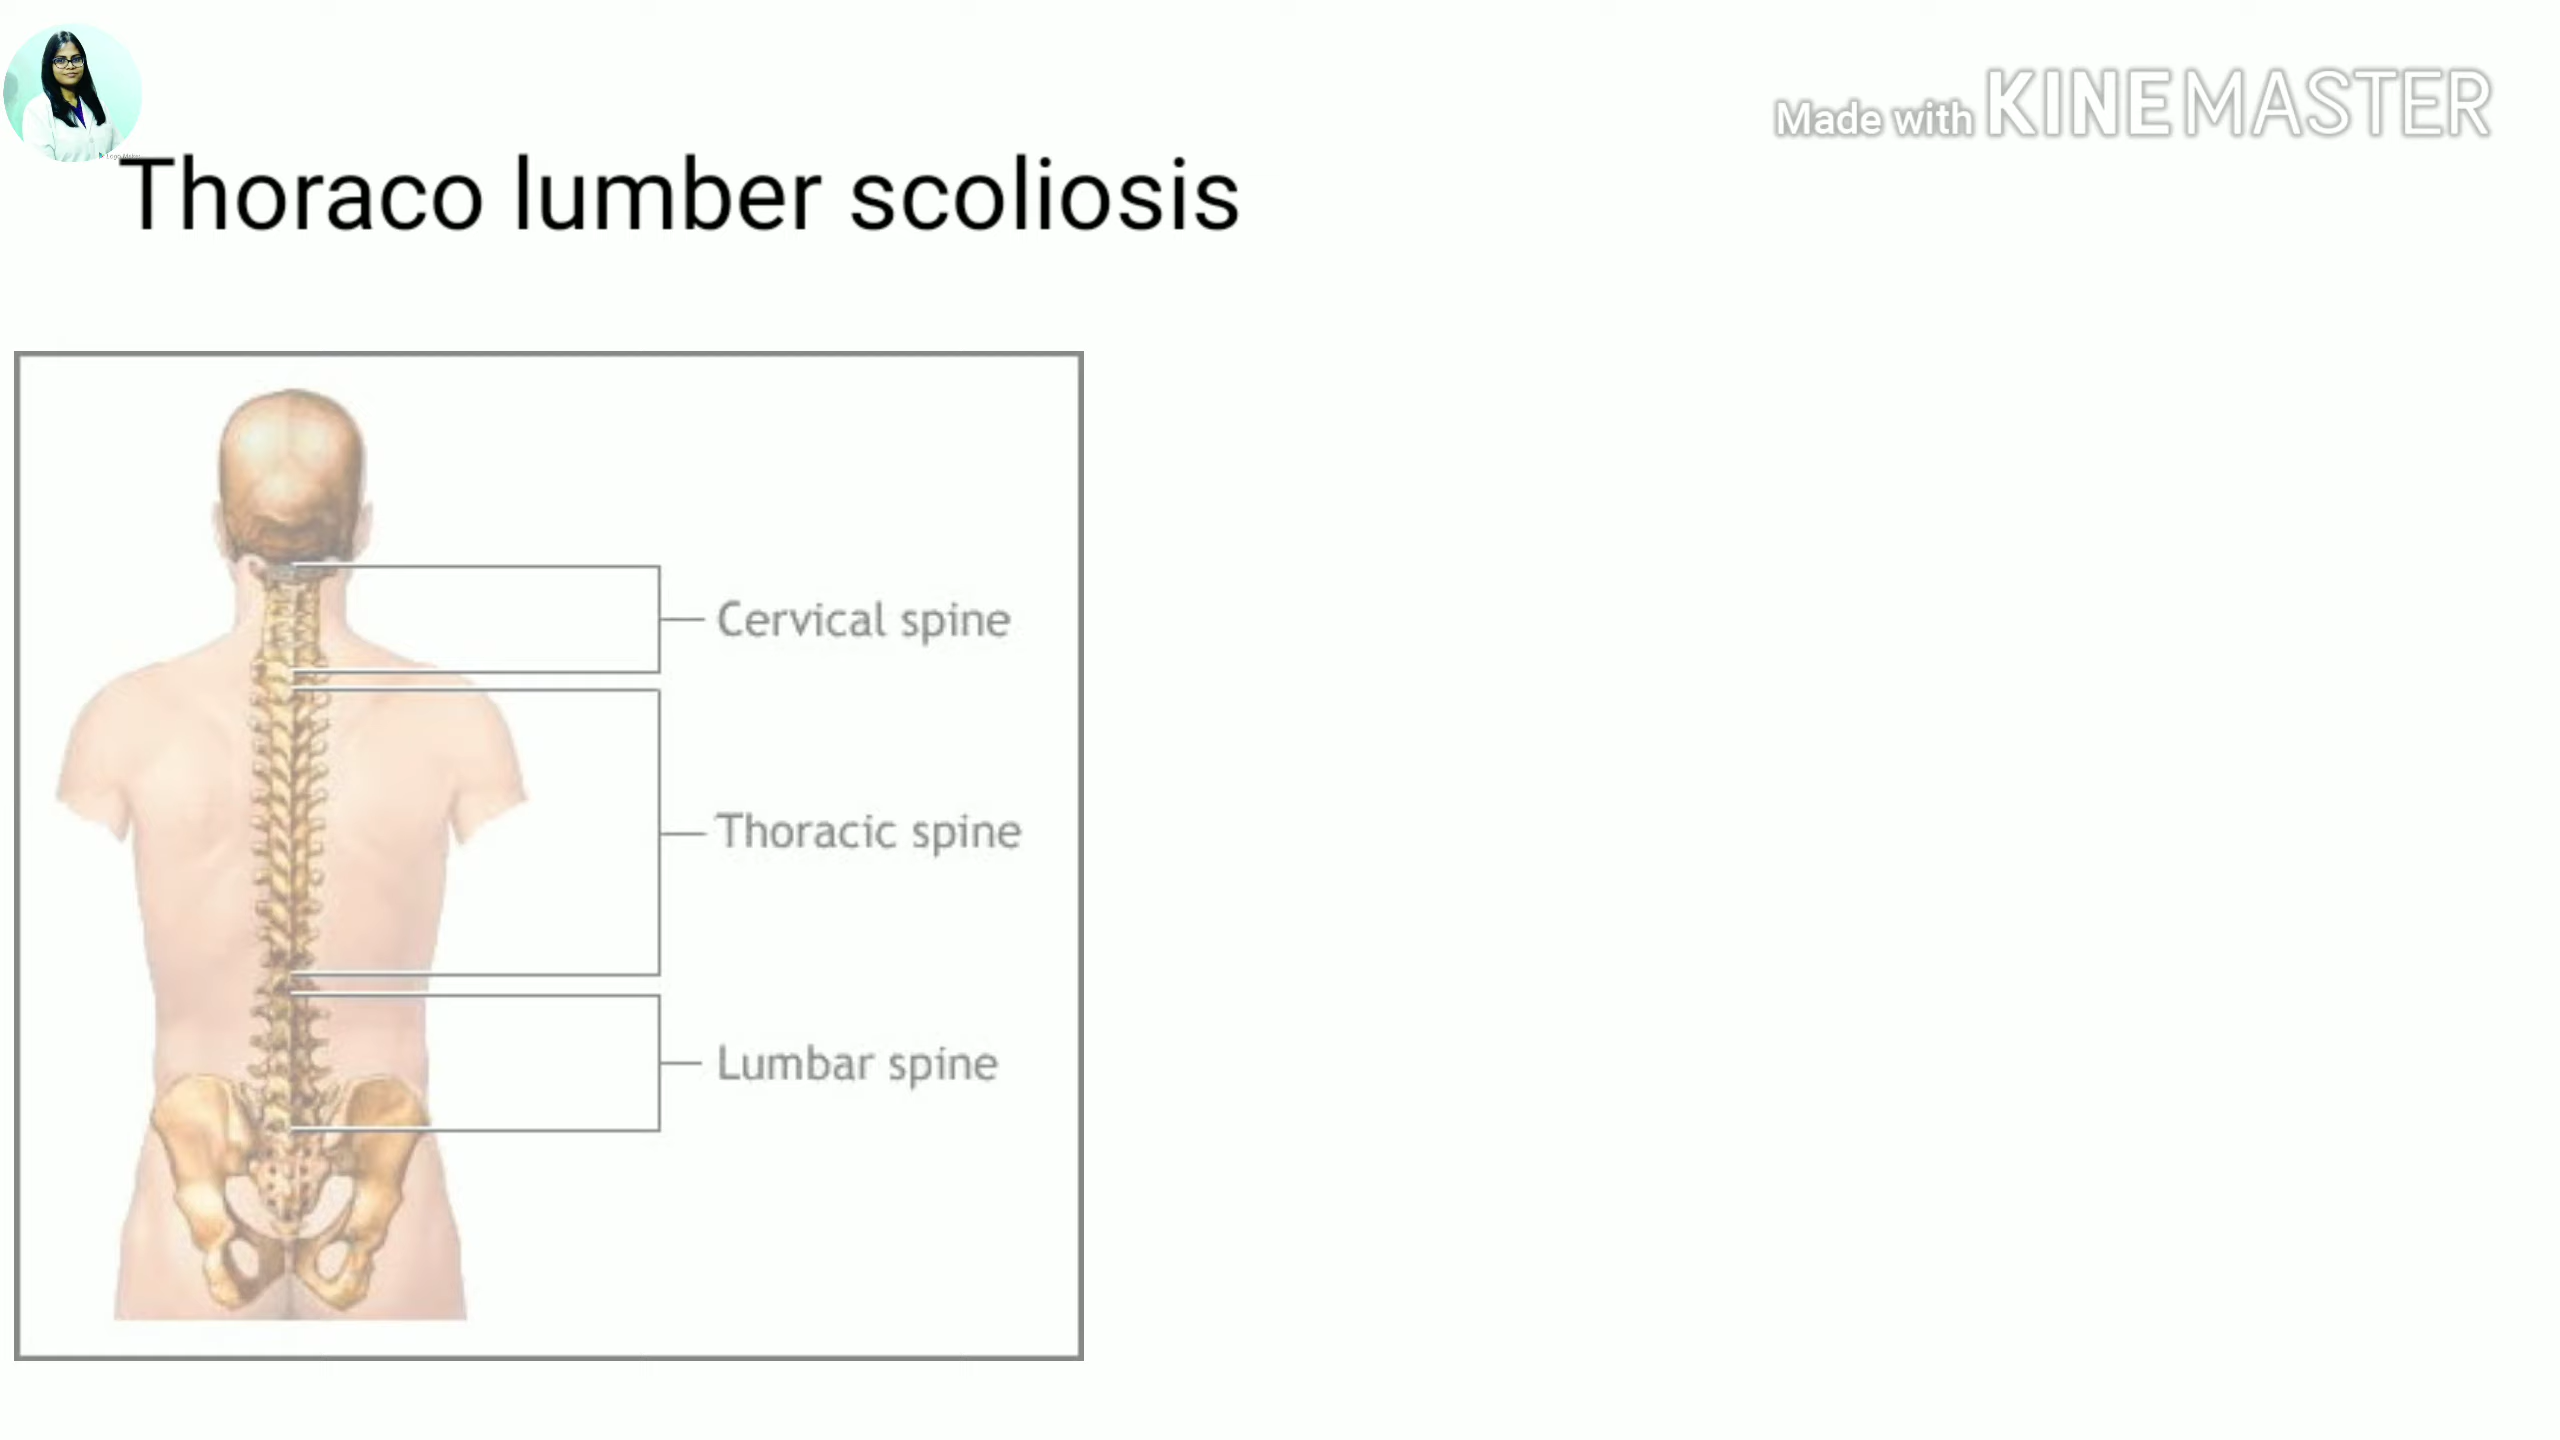 Made with KINEMASTER
Thoraco lumber scoliosis
Cervical spine
Thoracic spine
Lumbar spine